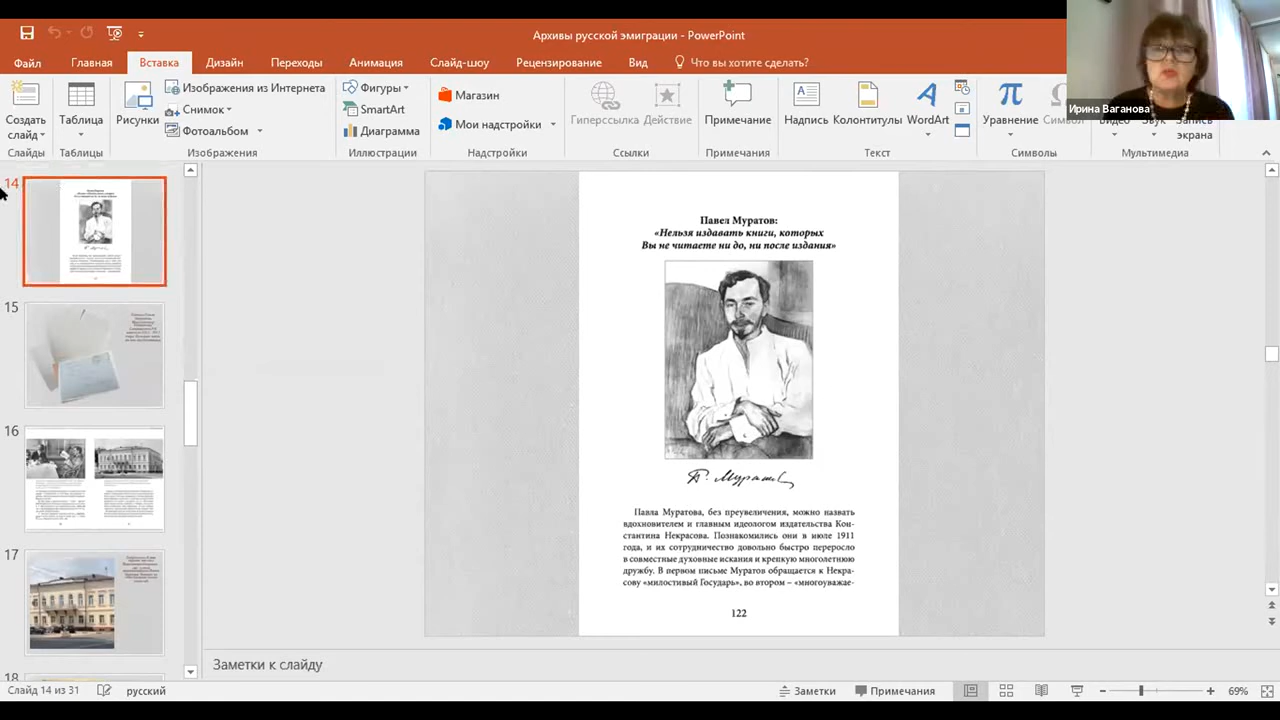 Архивы русской эмиграции - PowerPoint
Файл
Главная
Вставка
Дизайн
Переходы
Анимация
Слайд-шоу
Рецензирование
Вид
Что вы хотите сделать?
Ирина Ваганова
Создать
слайд
Таблица
Рисунки
Изображения из Интернета
Снимок
Фотоальбом
Фигуры
SmartArt
Диаграмма
Магазин
Мои надстройки
Гиперссылка
Действие
Примечание
Надпись
Колонтитулы
WordArt
Уравнение
Символ
Видео
Звук
Запись
экрана
Слайды
Таблицы
Изображения
Иллюстрации
Надстройки
Ссылки
Примечания
Текст
Символы
Мультимедиа
14
15
16
17
18
Павел Муратов:
«Нельзя издавать книги, которых
Вы не читаете ни до, ни после издания»
П. Муратов
Павла Муратова, без преувеличения, можно назвать
вдохновителем и главным идеологом издательства Кон-
стантина Некрасова. Познакомились они в июле 1911
года, и их сотрудничество довольно быстро переросло
в совместные духовные искания и крепкую многолетнюю
дружбу. В первом письме Муратов обращается к Некра-
сову «милостивый Государь», во втором – «многоуважае-
122
Заметки к слайду
Слайд 14 из 31
русский
Заметки
Примечания
69%